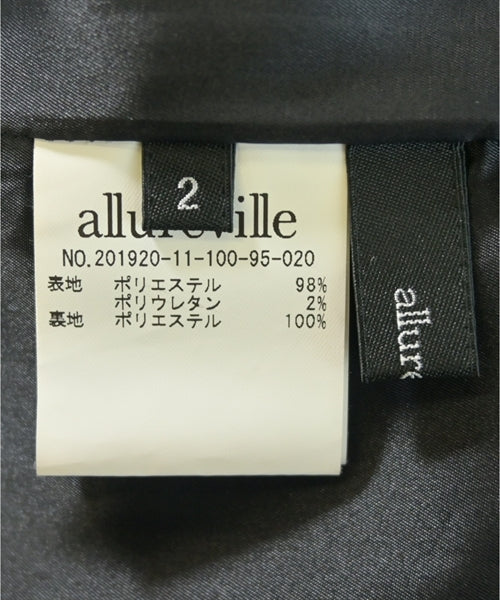 2
allureville
NO.201920-11-100-95-020
表地 ポリエステル 98%
ポリウレタン 2%
裏地 ポリエステル 100%
allure